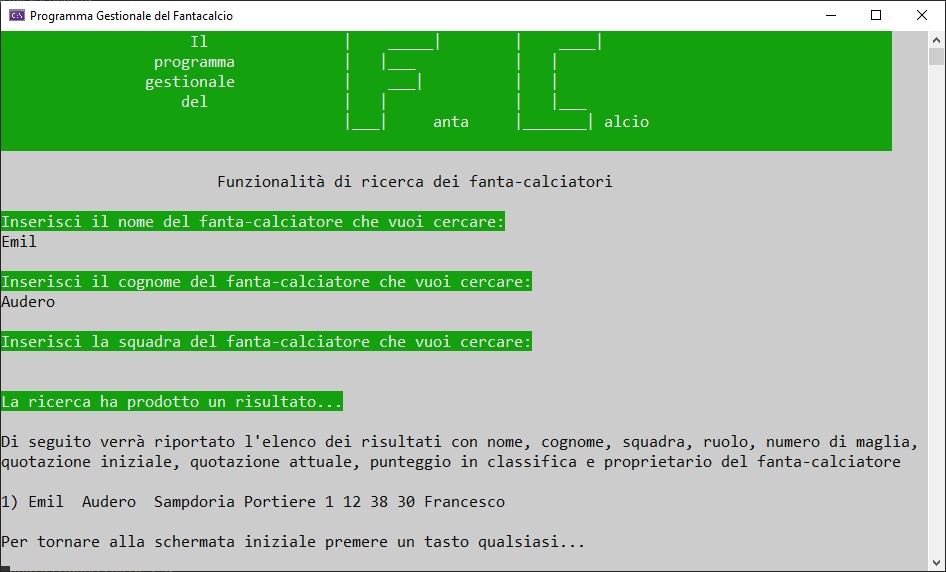 Programma Gestionale del Fantacalcio
Il
programma
gestionale
del
anta alcio
Funzionalità di ricerca dei fanta-calciatori
Inserisci il nome del fanta-calciatore che vuoi cercare:
Emil
Inserisci il cognome del fanta-calciatore che vuoi cercare:
Audero
Inserisci la squadra del fanta-calciatore che vuoi cercare:
La ricerca ha prodotto un risultato...
Di seguito verrà riportato l'elenco dei risultati con nome, cognome, squadra, ruolo, numero di maglia,
quotazione iniziale, quotazione attuale, punteggio in classifica e proprietario del fanta-calciatore
1) Emil  Audero  Sampdoria Portiere 1 12 38 30 Francesco
Per tornare alla schermata iniziale premere un tasto qualsiasi...